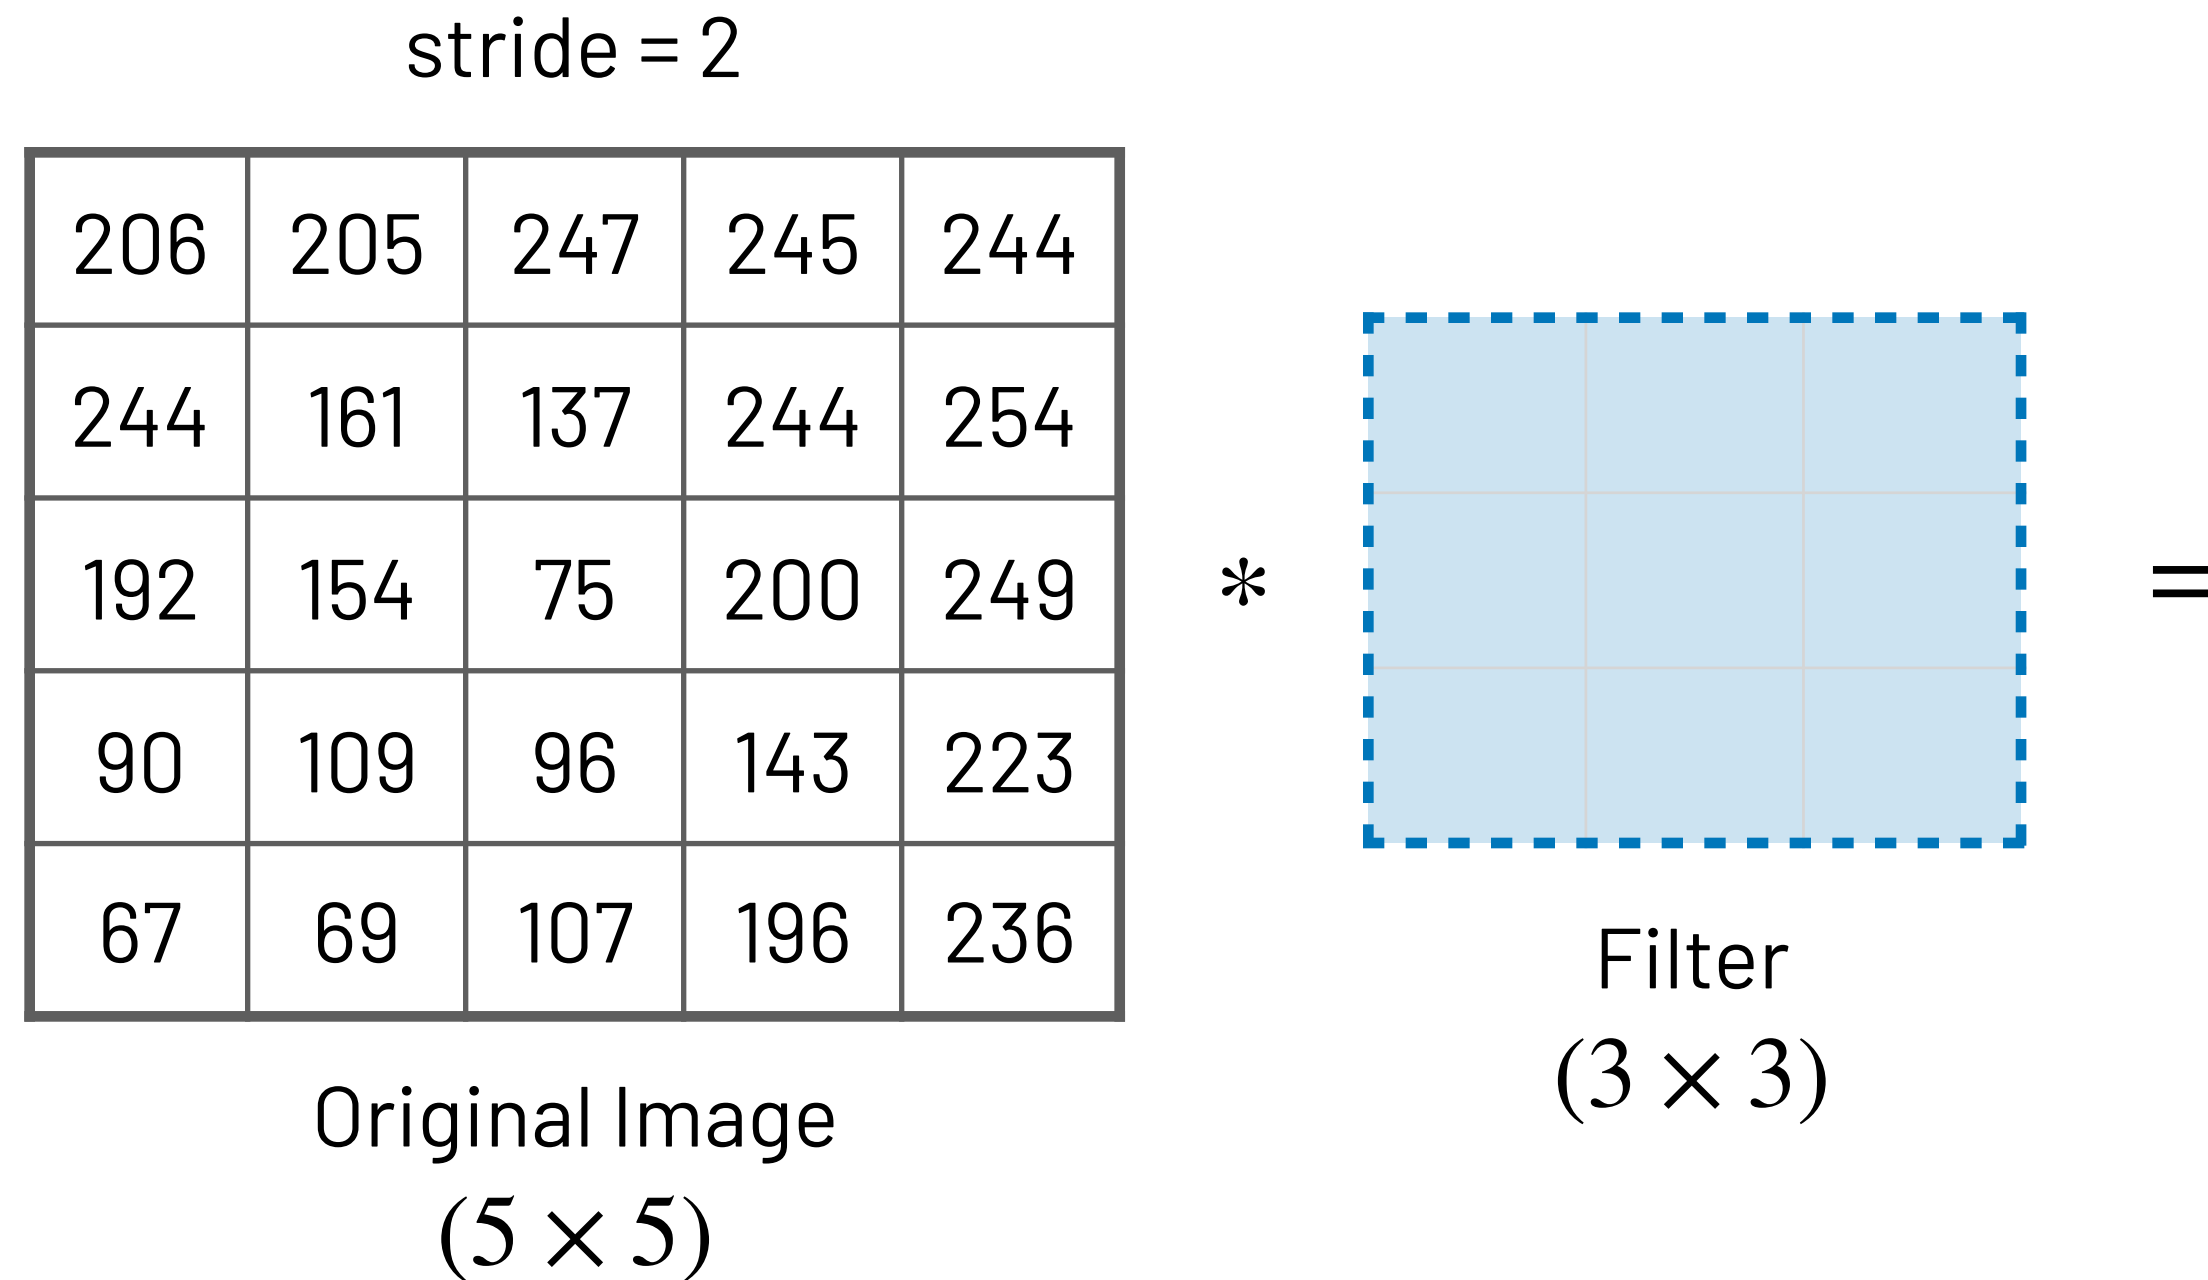 stride = 2
206 205 247 245 244
244 161 137 244 254
192 154 75 200 249
90 109 96 143 223
67 69 107 196 236
* =
Original Image
(5 × 5)
Filter
(3 × 3)